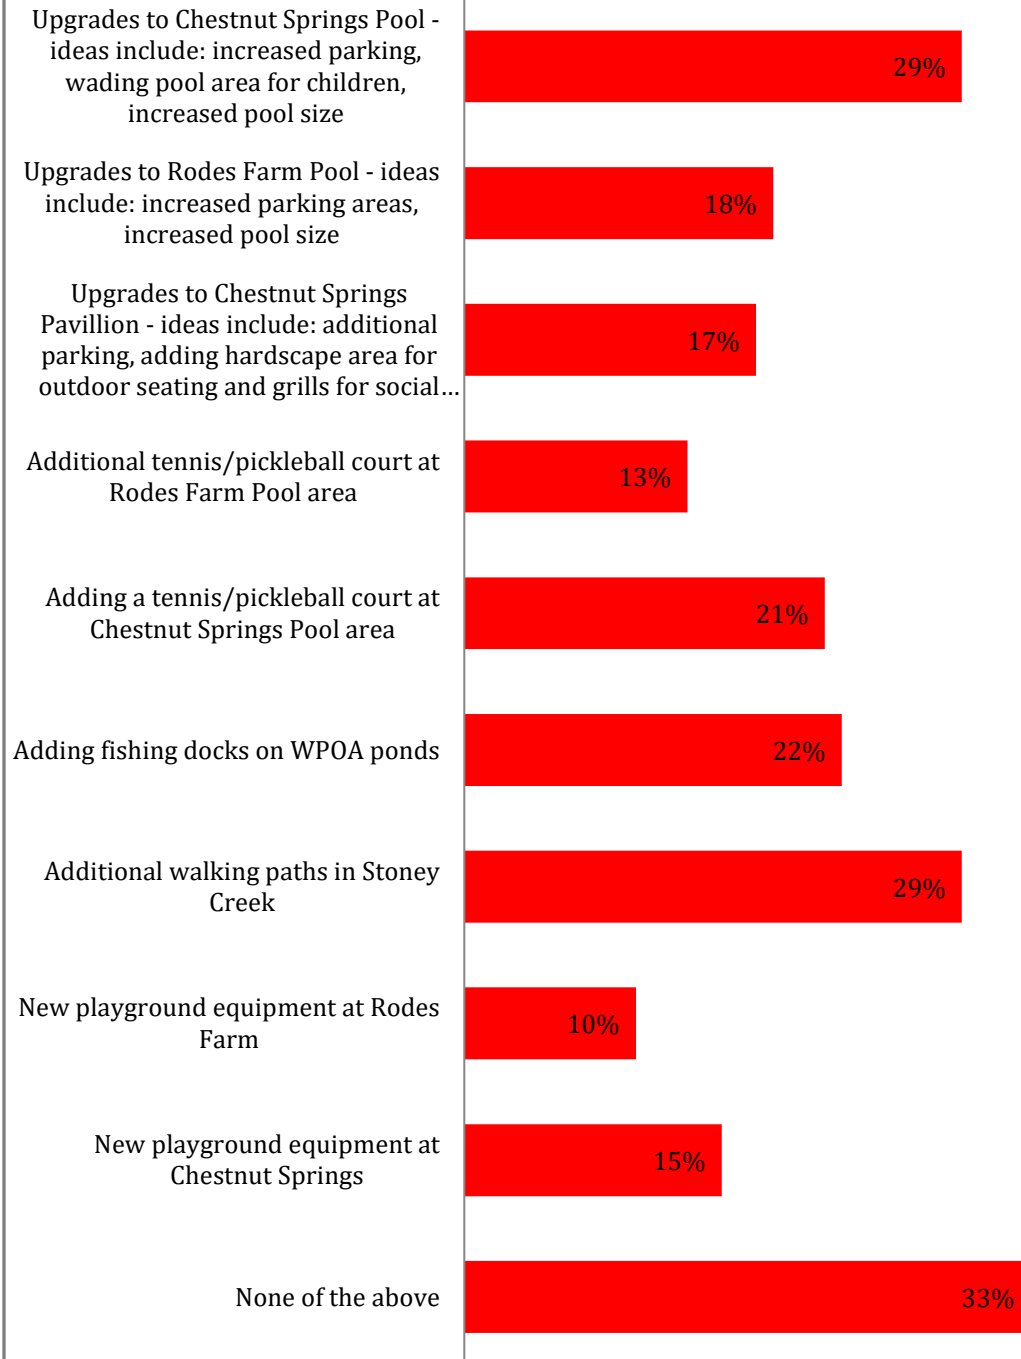 Upgrades to Chestnut Springs Pool -
ideas include: increased parking,
wading pool area for children,
increased pool size
29%
Upgrades to Rodes Farm Pool - ideas
include: increased parking areas,
increased pool size
18%
Upgrades to Chestnut Springs
Pavillion - ideas include: additional
parking, adding hardscape area for
outdoor seating and grills for social…
17%
Additional tennis/pickleball court at
Rodes Farm Pool area
13%
Adding a tennis/pickleball court at
Chestnut Springs Pool area
21%
Adding fishing docks on WPOA ponds
22%
Additional walking paths in Stoney
Creek
29%
New playground equipment at Rodes
Farm
10%
New playground equipment at
Chestnut Springs
15%
None of the above
33%